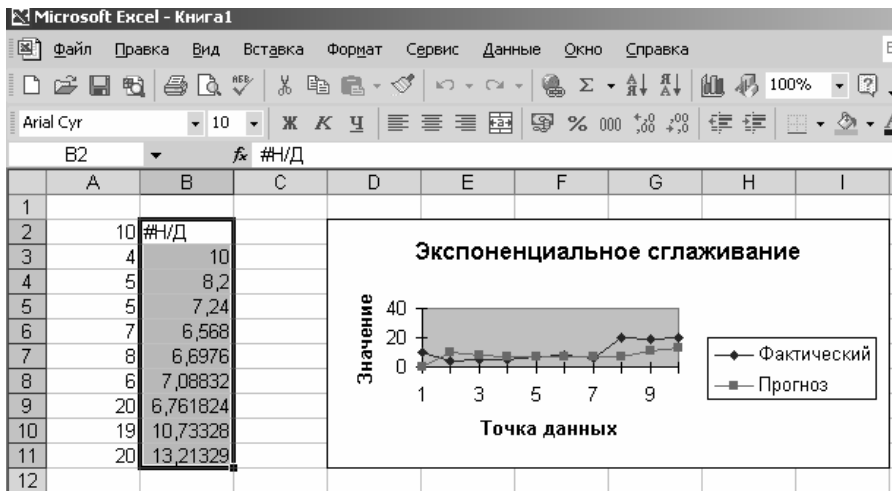 Microsoft Excel - Книга1
Файл Правка Вид Вставка Формат Сервис Данные Окно Справка
100%
Arial Cyr 10 Ж К Ч % 000
B2 fx #Н/Д
A B C D E F G H I
1
2 10 #Н/Д
3 4 10
4 5 8,2
5 5 7,24
6 7 6,568
7 8 6,6976
8 6 7,08832
9 20 6,761824
10 19 10,73328
11 20 13,21329
12
Экспоненциальное сглаживание
Значение
40
20
0
1 3 5 7 9
Точка данных
Фактический
Прогноз